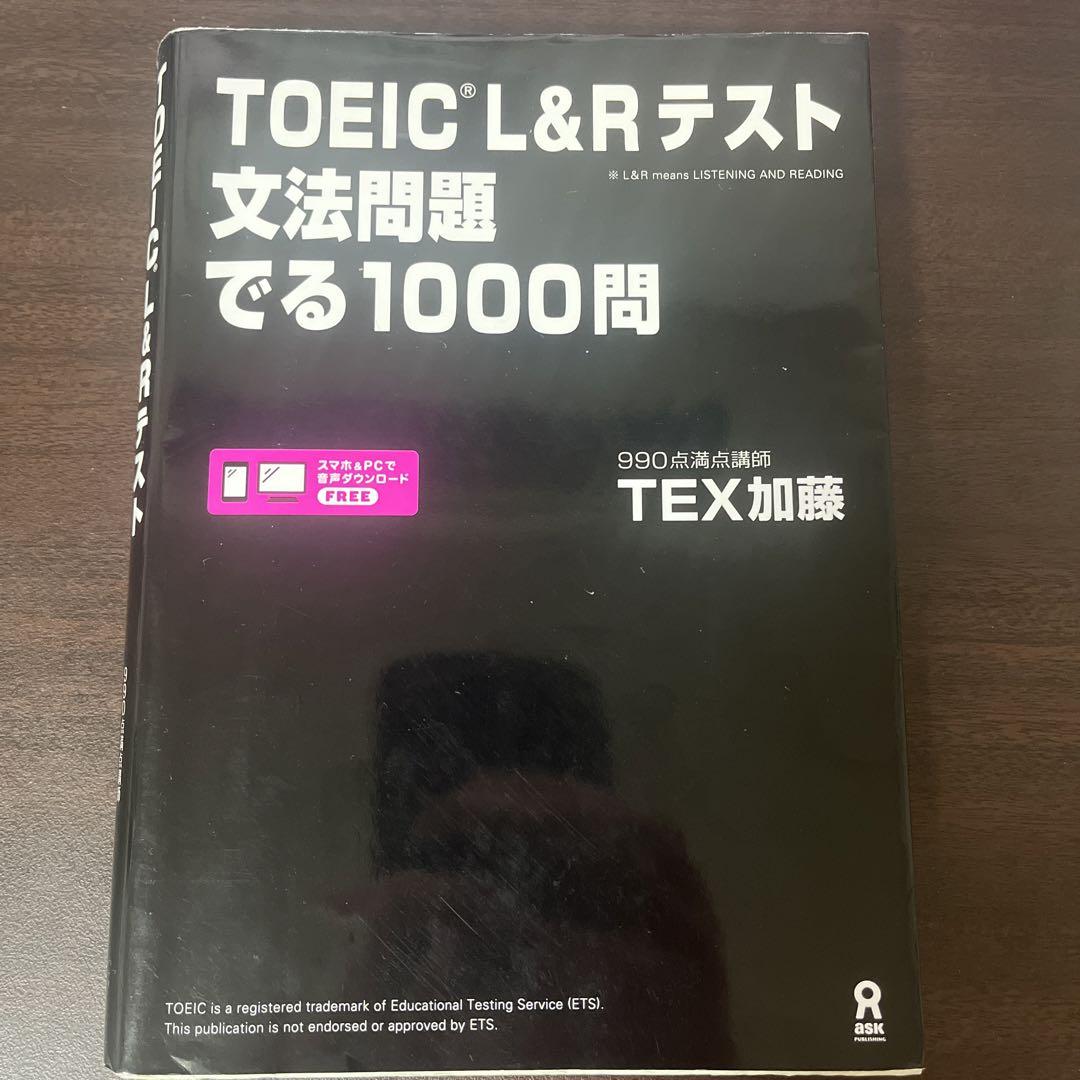 TOEIC® L&Rテスト
※ L&R means LISTENING AND READING
文法問題
でる1000問
スマホ&PCで
音声ダウンロード
FREE
990点満点講師
TEX加藤
TOEIC is a registered trademark of Educational Testing Service (ETS).
This publication is not endorsed or approved by ETS.
ask
PUBLISHING
TOEIC® L&Rテスト